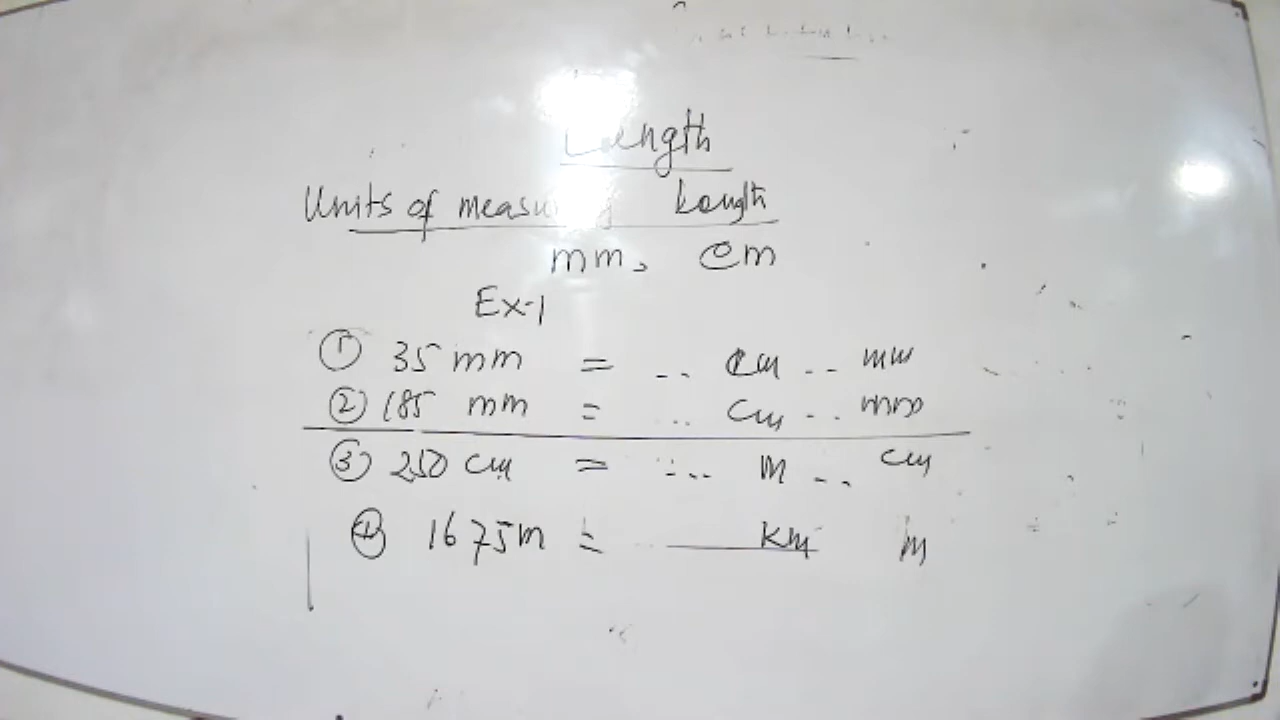 Length
Units of measuring Length
mm, cm
Ex-1
① 35 mm = .. cm .. mm
② 185 mm = .. cm .. mm
③ 250 cm = ... m .. cm
④ 1675m = ____ km m